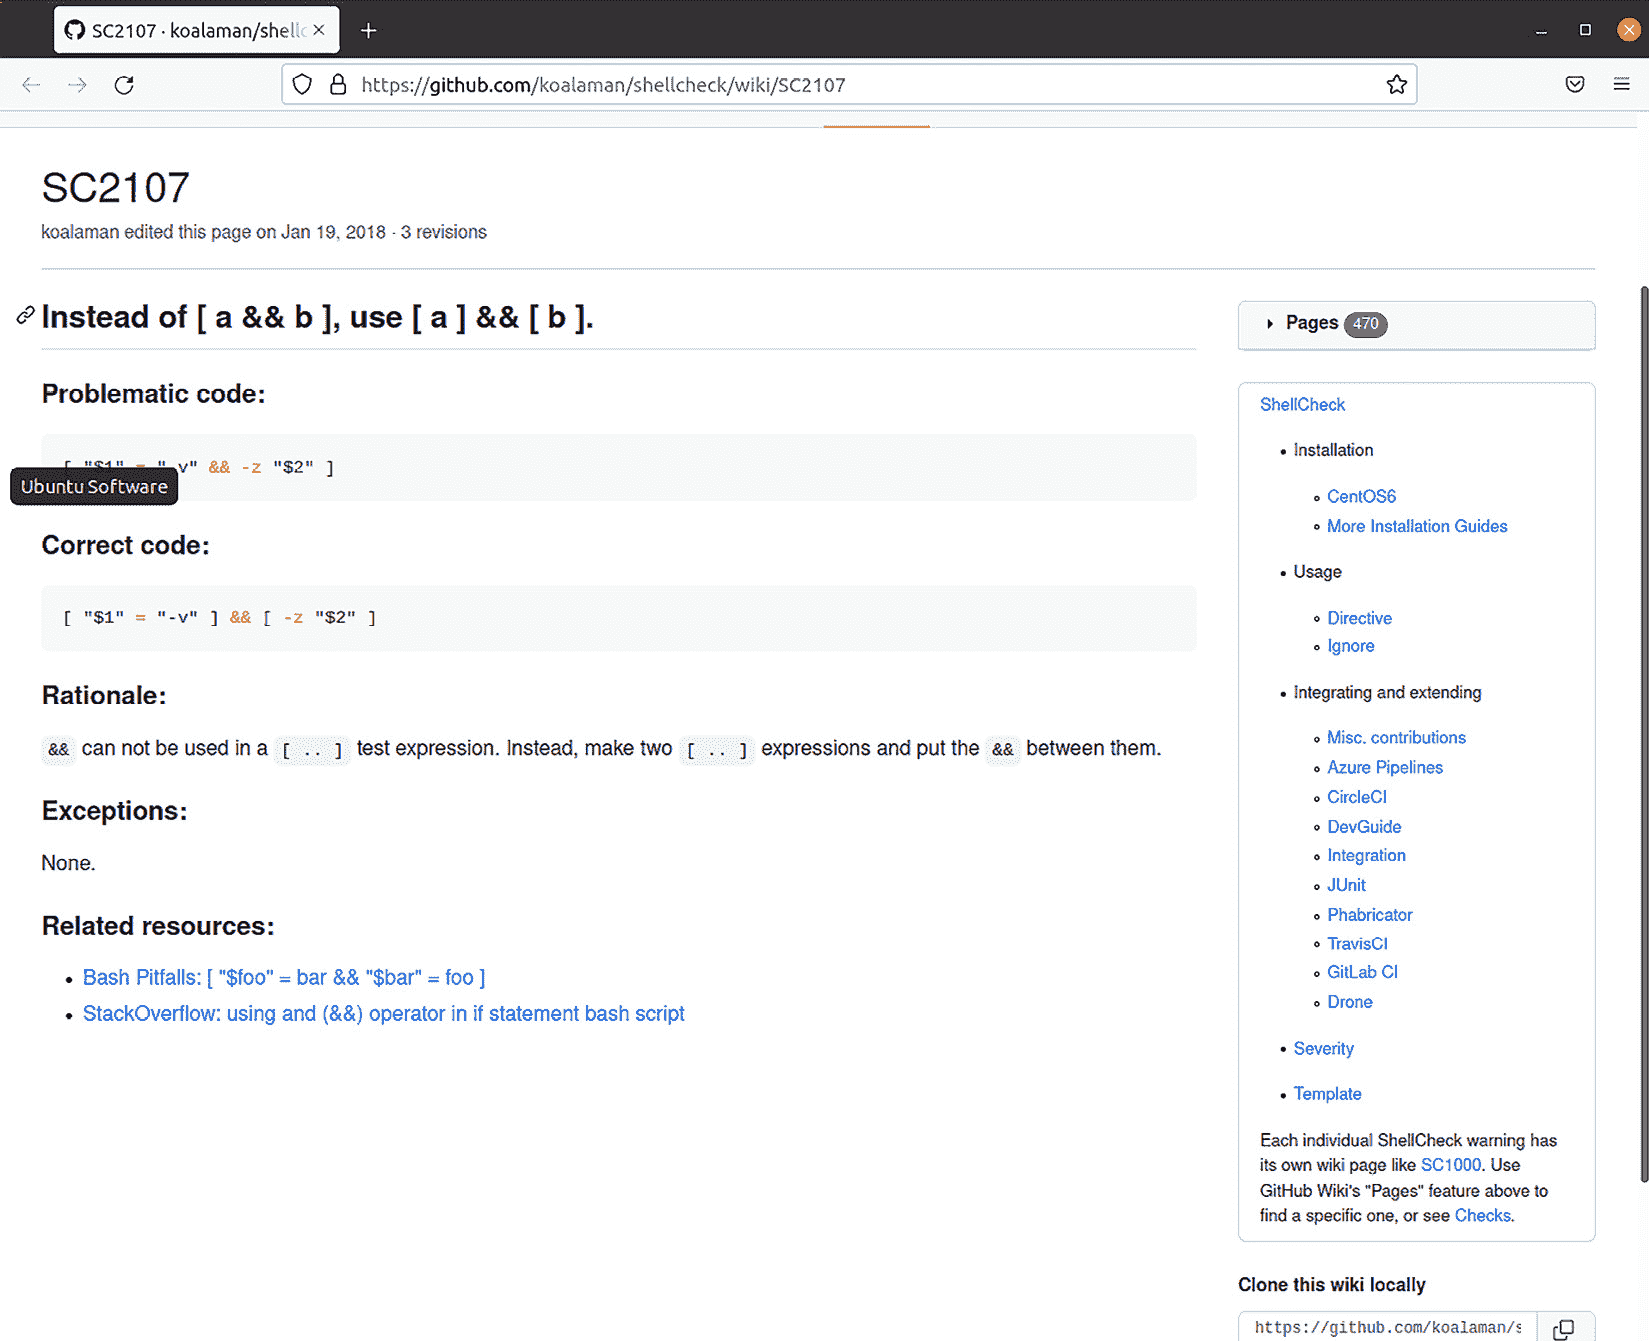 SC2107 · koalaman/shellc
https://github.com/koalaman/shellcheck/wiki/SC2107
SC2107
koalaman edited this page on Jan 19, 2018 · 3 revisions
Instead of [ a && b ], use [ a ] && [ b ].
Problematic code:
[ "$1" = "-v" && -z "$2" ]
Ubuntu Software
Correct code:
[ "$1" = "-v" ] && [ -z "$2" ]
Rationale:
&& can not be used in a [ .. ] test expression. Instead, make two [ .. ] expressions and put the && between them.
Exceptions:
None.
Related resources:
• Bash Pitfalls: [ "$foo" = bar && "$bar" = foo ]
• StackOverflow: using and (&&) operator in if statement bash script
Pages 470
ShellCheck
• Installation
CentOS6
More Installation Guides
• Usage
Directive
Ignore
• Integrating and extending
Misc. contributions
Azure Pipelines
CircleCI
DevGuide
Integration
JUnit
Phabricator
TravisCI
GitLab CI
Drone
• Severity
• Template
Each individual ShellCheck warning has
its own wiki page like SC1000. Use
GitHub Wiki's "Pages" feature above to
find a specific one, or see Checks.
Clone this wiki locally
https://github.com/koalaman/s